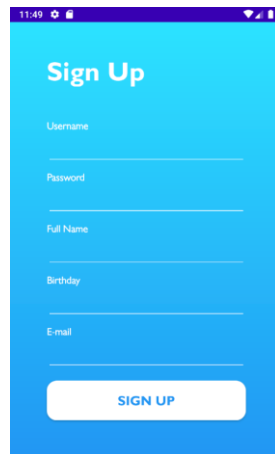 11:49
Sign Up
Username
Password
Full Name
Birthday
E-mail
SIGN UP